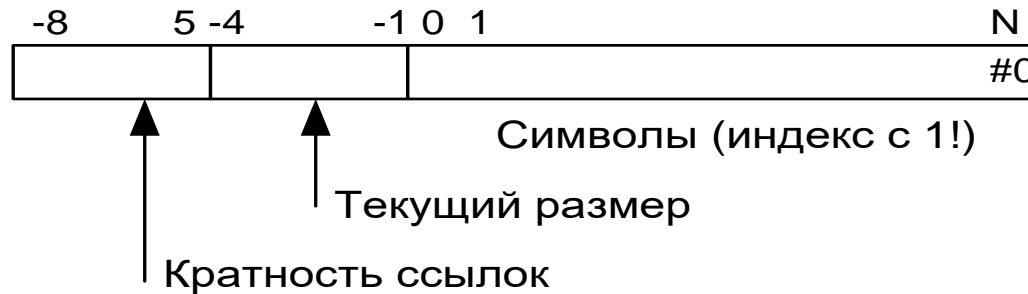 -8 5 -4 -1 0 1 N
#0
Символы (индекс с 1!)
Текущий размер
Кратность ссылок